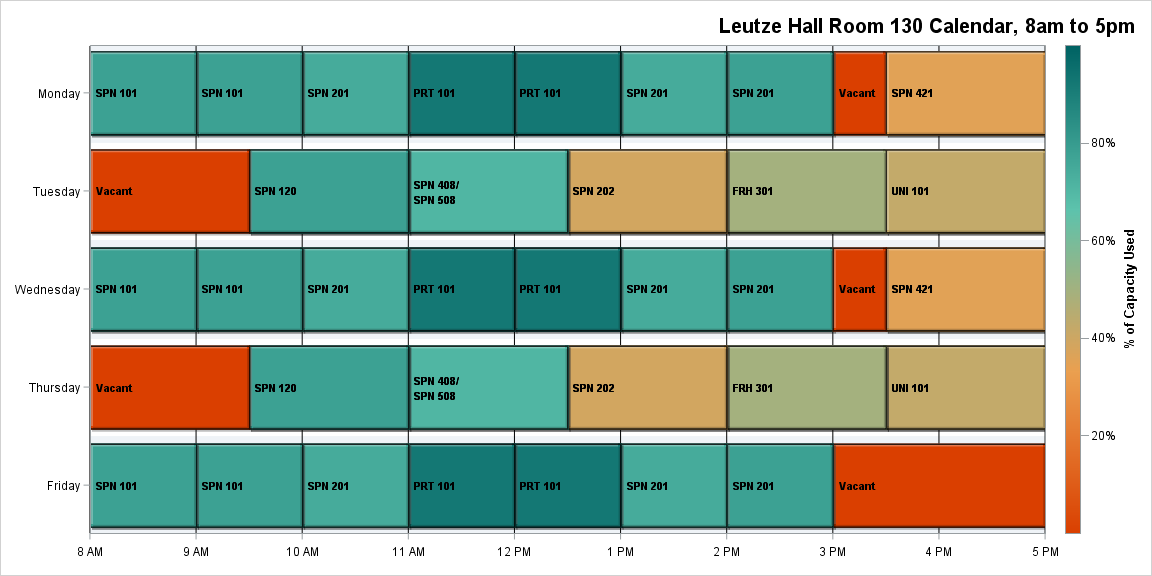 Leutze Hall Room 130 Calendar, 8am to 5pm
Monday
SPN 101
SPN 101
SPN 201
PRT 101
PRT 101
SPN 201
SPN 201
Vacant
SPN 421
Tuesday
Vacant
SPN 120
SPN 408/
SPN 508
SPN 202
FRH 301
UNI 101
Wednesday
SPN 101
SPN 101
SPN 201
PRT 101
PRT 101
SPN 201
SPN 201
Vacant
SPN 421
Thursday
Vacant
SPN 120
SPN 408/
SPN 508
SPN 202
FRH 301
UNI 101
Friday
SPN 101
SPN 101
SPN 201
PRT 101
PRT 101
SPN 201
SPN 201
Vacant
8 AM
9 AM
10 AM
11 AM
12 PM
1 PM
2 PM
3 PM
4 PM
5 PM
80%
60%
40%
20%
% of Capacity Used